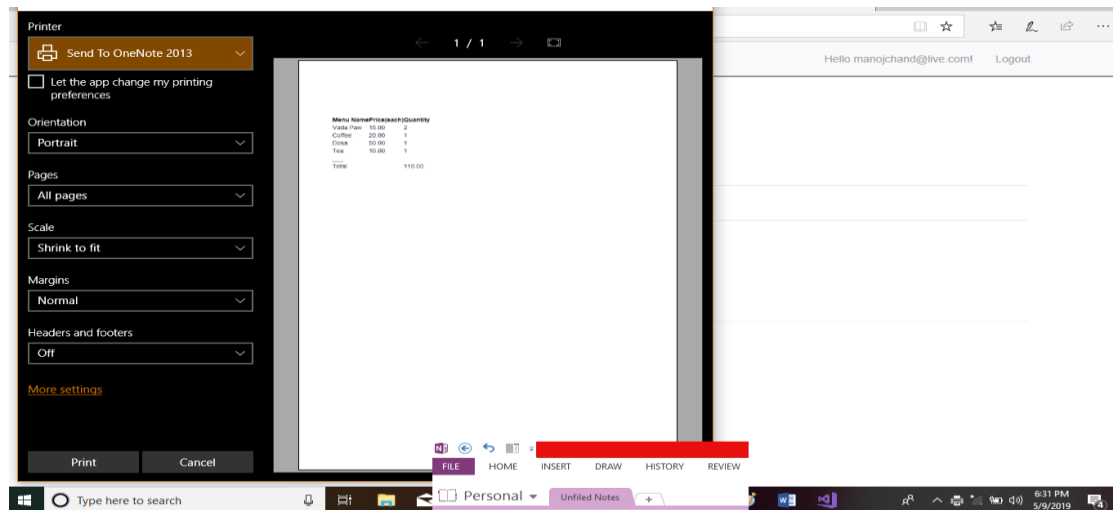 Printer
Send To OneNote 2013
Let the app change my printing
preferences
Orientation
Portrait
Pages
All pages
Scale
Shrink to fit
Margins
Normal
Headers and footers
Off
More settings
Print Cancel
1 / 1
Menu NamePrice(each)Quantity
Vada Paw 15.00 2
Coffee 20.00 1
Dosa 50.00 1
Tea 10.00 1
Total 110.00
Hello manojchand@live.com! Logout
FILE HOME INSERT DRAW HISTORY REVIEW
Personal Unfiled Notes +
Type here to search
6:31 PM
5/9/2019
4